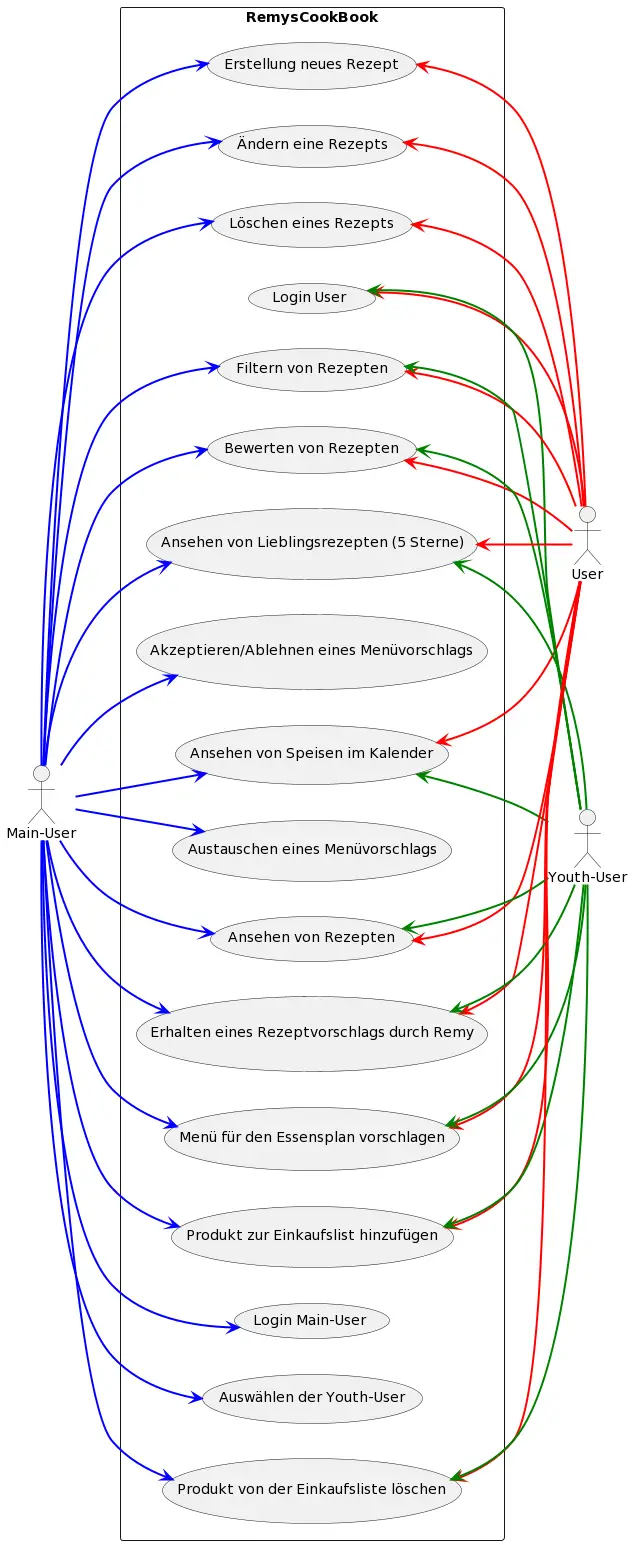 RemysCookBook
Erstellung neues Rezept
Ändern eine Rezepts
Löschen eines Rezepts
Login User
Filtern von Rezepten
Bewerten von Rezepten
Ansehen von Lieblingsrezepten (5 Sterne)
User
Akzeptieren/Ablehnen eines Menüvorschlags
Ansehen von Speisen im Kalender
Main-User
Austauschen eines Menüvorschlags
Youth-User
Ansehen von Rezepten
Erhalten eines Rezeptvorschlags durch Remy
Menü für den Essensplan vorschlagen
Produkt zur Einkaufslist hinzufügen
Login Main-User
Auswählen der Youth-User
Produkt von der Einkaufsliste löschen